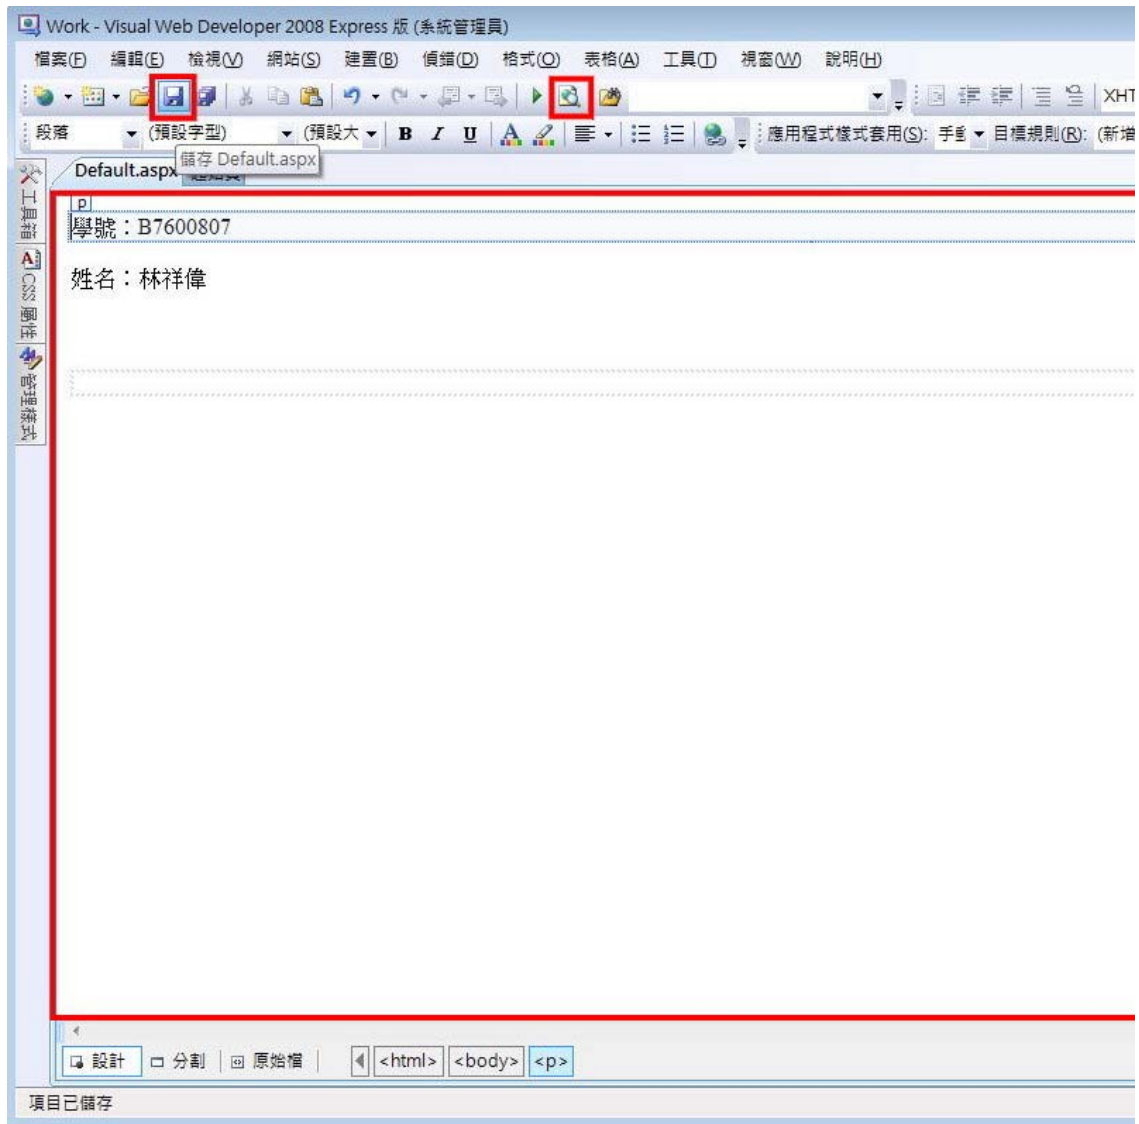 Work - Visual Web Developer 2008 Express 版 (系統管理員)
檔案(F) 編輯(E) 檢視(V) 網站(S) 建置(B) 偵錯(D) 格式(O) 表格(A) 工具(T) 視窗(W) 說明(H)
XHT
段落 (預設字型) (預設大 B I U A 應用程式樣式套用(S): 手動 目標規則(R): (新增
儲存 Default.aspx
Default.aspx
工具箱
CSS 屬性
管理樣式
p
學號：B7600807
姓名：林祥偉
設計 分割 原始檔 <html> <body> <p>
項目已儲存